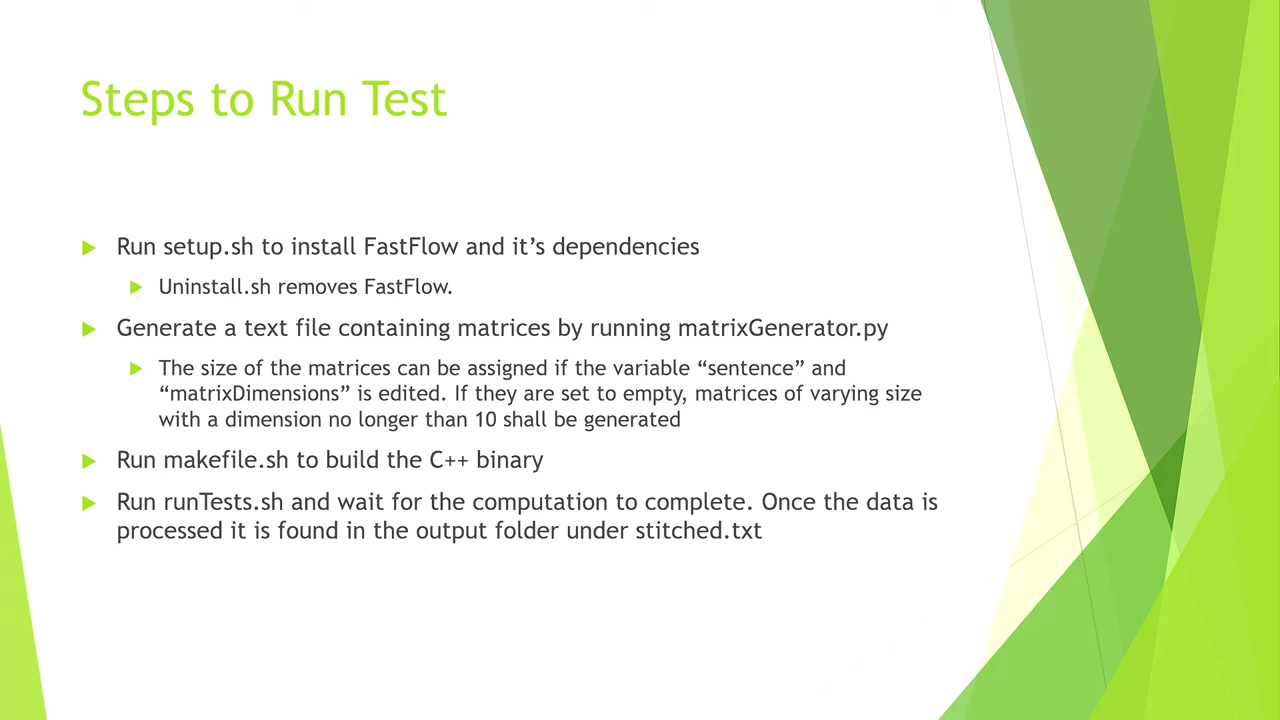 Steps to Run Test
Run setup.sh to install FastFlow and it’s dependencies
Uninstall.sh removes FastFlow.
Generate a text file containing matrices by running matrixGenerator.py
The size of the matrices can be assigned if the variable “sentence” and
“matrixDimensions” is edited. If they are set to empty, matrices of varying size
with a dimension no longer than 10 shall be generated
Run makefile.sh to build the C++ binary
Run runTests.sh and wait for the computation to complete. Once the data is
processed it is found in the output folder under stitched.txt